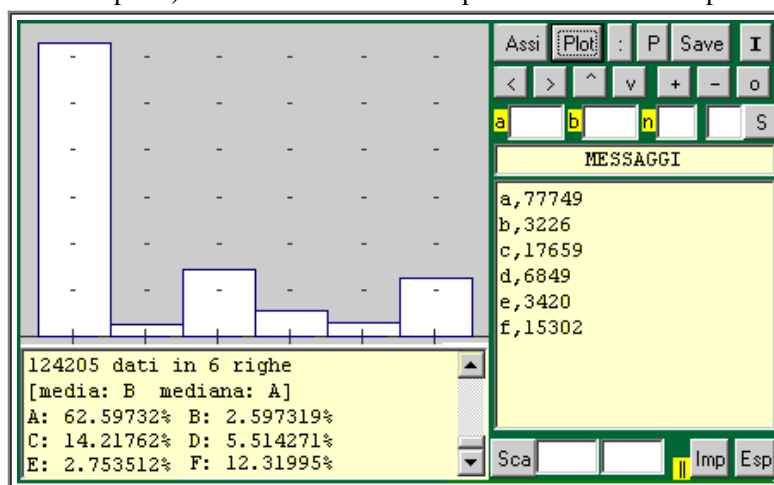 Assi Plot : P Save I
< > ^ v + - o
a b n S
MESSAGGI
a,77749
b,3226
c,17659
d,6849
e,3420
f,15302
124205 dati in 6 righe
[media: B mediana: A]
A: 62.59732% B: 2.597319%
C: 14.21762% D: 5.514271%
E: 2.753512% F: 12.31995%
Sca || Imp Esp